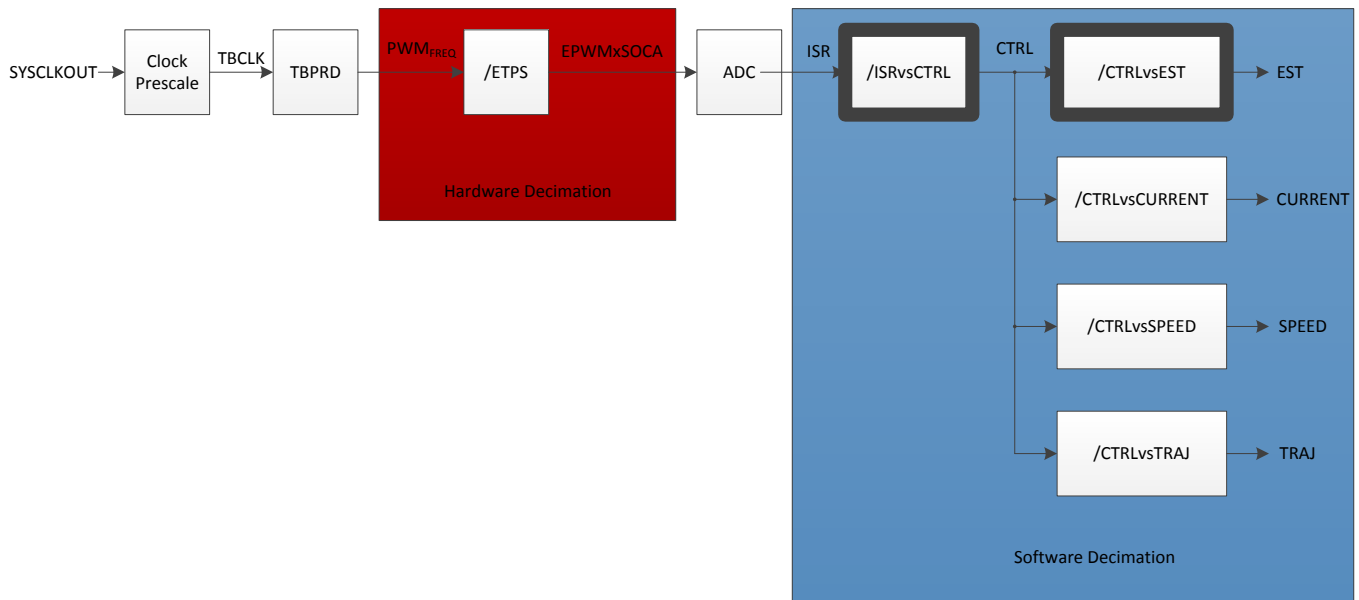 SYSCLKOUT
Clock
Prescale
TBCLK
TBPRD
PWMFREQ
/ETPS
EPWMxSOCA
Hardware Decimation
ADC
ISR
/ISRvsCTRL
CTRL
/CTRLvsEST
EST
/CTRLvsCURRENT
CURRENT
/CTRLvsSPEED
SPEED
/CTRLvsTRAJ
TRAJ
Software Decimation